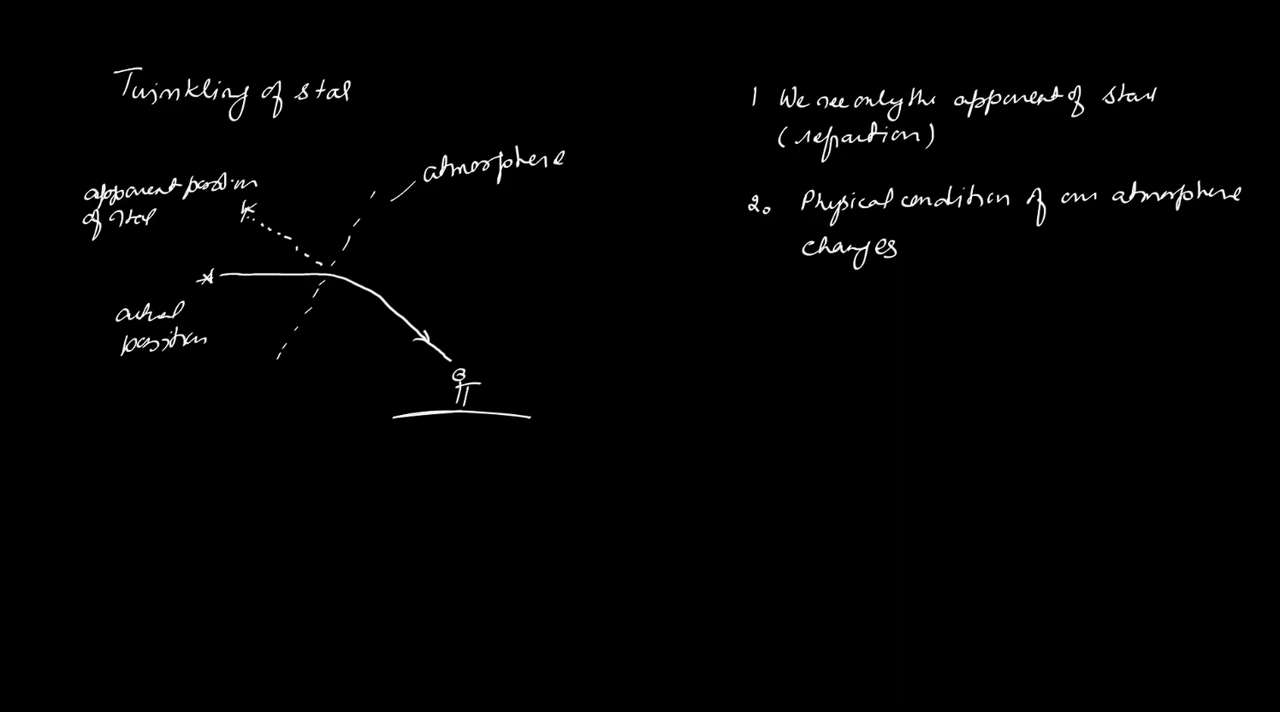 Twinkling of star
atmosphere
apparent position
of star
actual
position
1 We see only the apparent of star
(refraction)
2. Physical condition of our atmosphere
changes